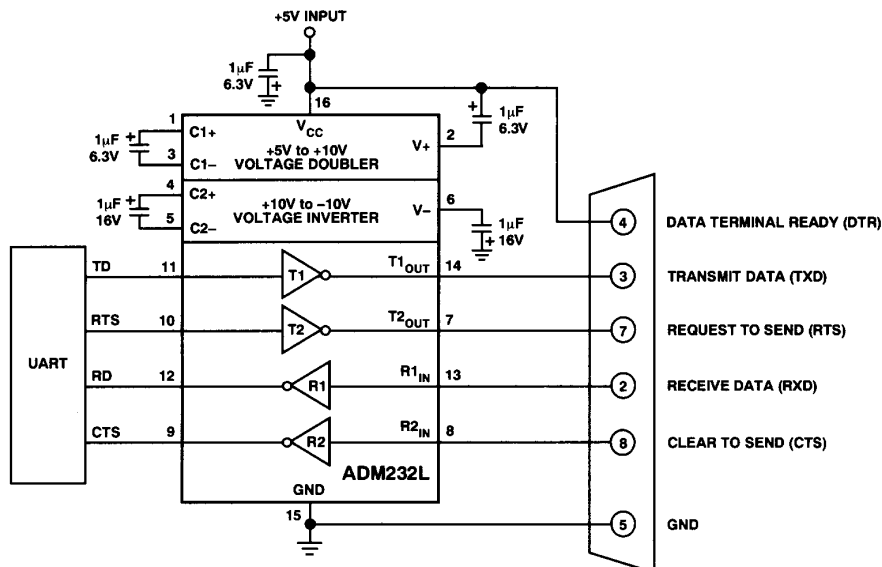 +5V INPUT
1µF
6.3V
+
16
VCC
1
C1+
1µF
6.3V
+
3
C1–
+5V to +10V
VOLTAGE DOUBLER
V+
2
+
1µF
6.3V
4
C2+
1µF
16V
+
5
C2–
+10V to –10V
VOLTAGE INVERTER
V–
6
1µF
+ 16V
4
DATA TERMINAL READY (DTR)
UART
TD
11
T1
T1OUT
14
3
TRANSMIT DATA (TXD)
RTS
10
T2
T2OUT
7
7
REQUEST TO SEND (RTS)
RD
12
R1
R1IN
13
2
RECEIVE DATA (RXD)
CTS
9
R2
R2IN
8
8
CLEAR TO SEND (CTS)
ADM232L
GND
15
5
GND